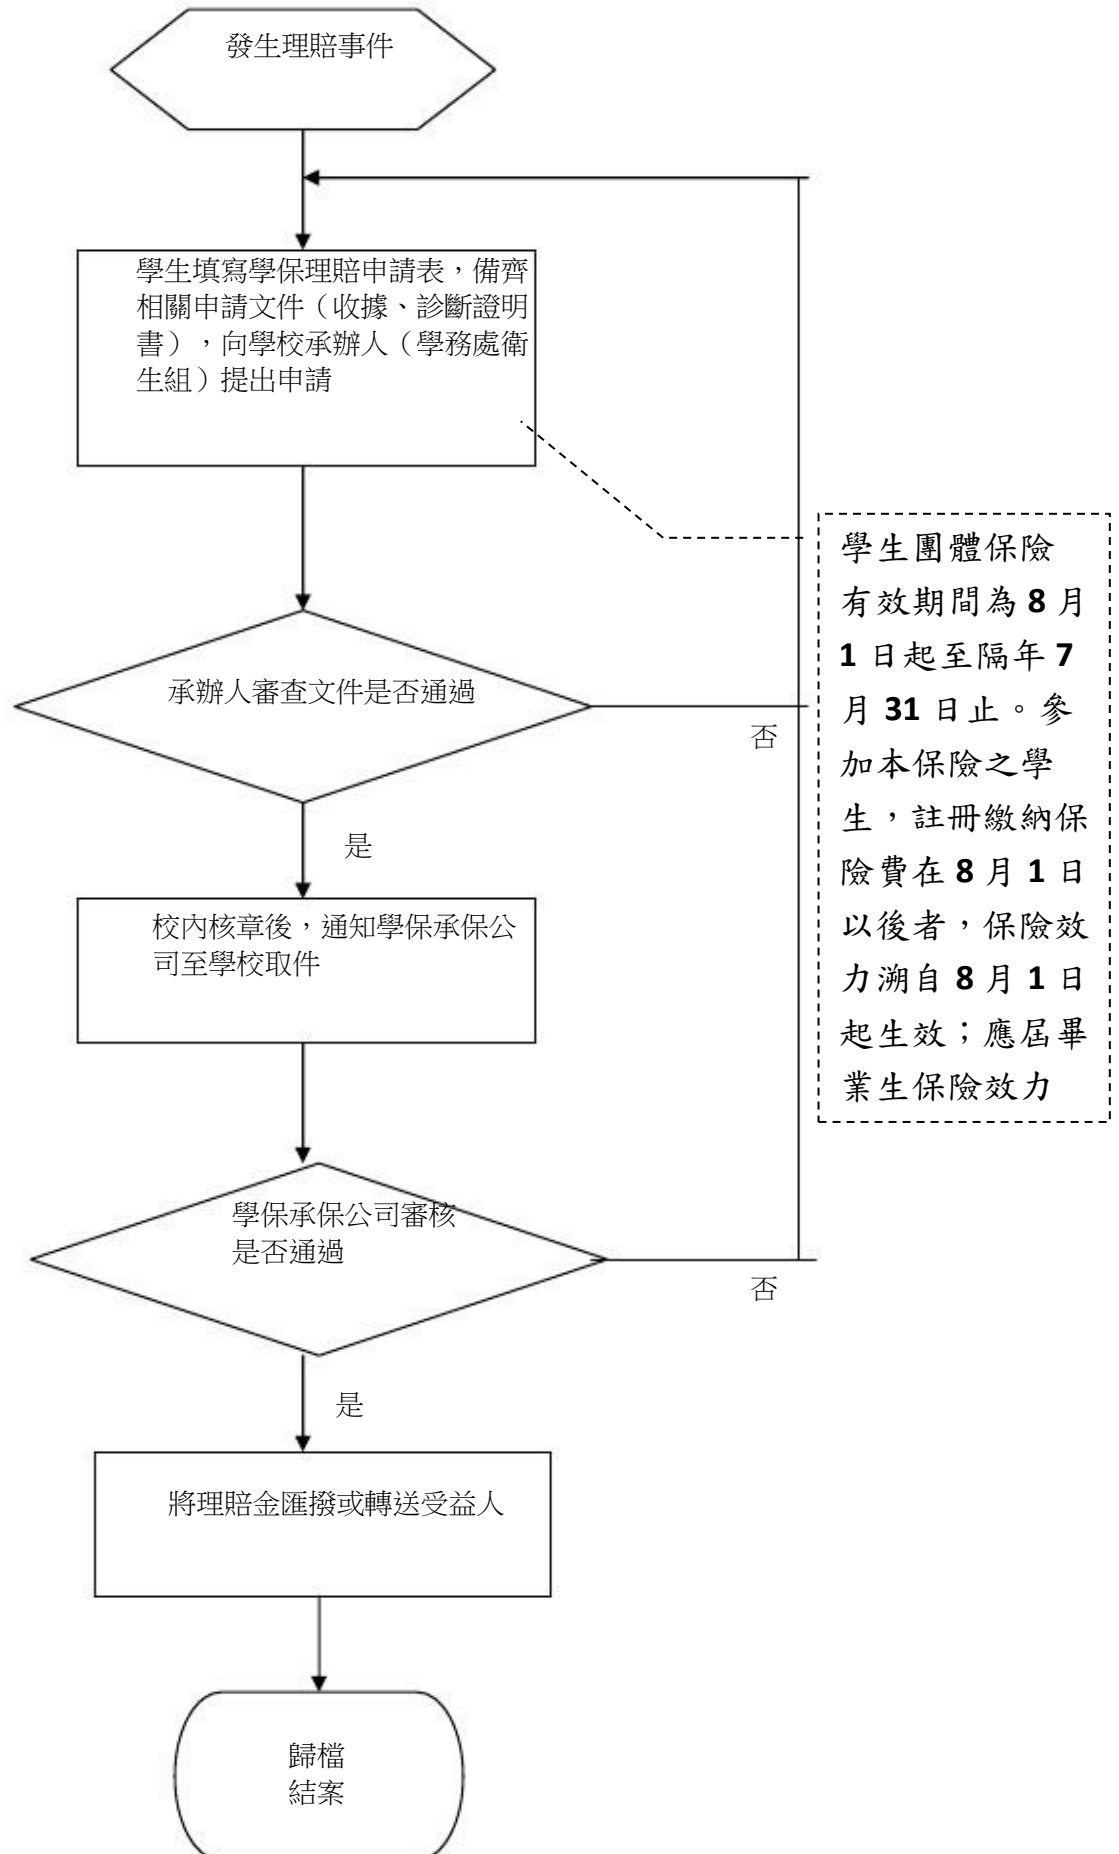 發生理賠事件
學生填寫學保理賠申請表，備齊
相關申請文件（收據、診斷證明
書），向學校承辦人（學務處衛
生組）提出申請
學生團體保險
有效期間為 8 月
1 日起至隔年 7
月 31 日止。參
加本保險之學
生，註冊繳納保
險費在 8 月 1 日
以後者，保險效
力溯自 8 月 1 日
起生效；應屆畢
業生保險效力
承辦人審查文件是否通過
否
是
校內核章後，通知學保承保公
司至學校取件
學保承保公司審核
是否通過
否
是
將理賠金匯撥或轉送受益人
歸檔
結案